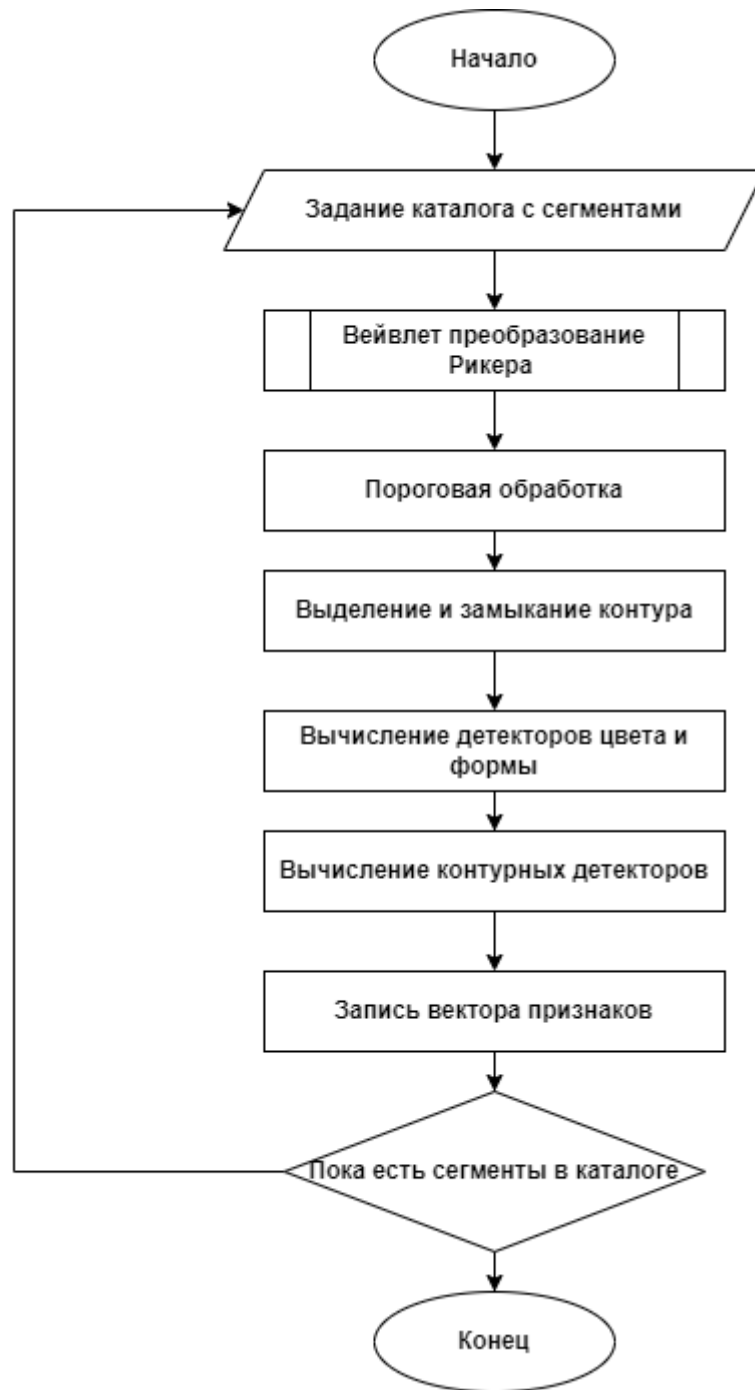 Начало
Задание каталога с сегментами
Вейвлет преобразование
Рикера
Пороговая обработка
Выделение и замыкание контура
Вычисление детекторов цвета и
формы
Вычисление контурных детекторов
Запись вектора признаков
Пока есть сегменты в каталоге
Конец